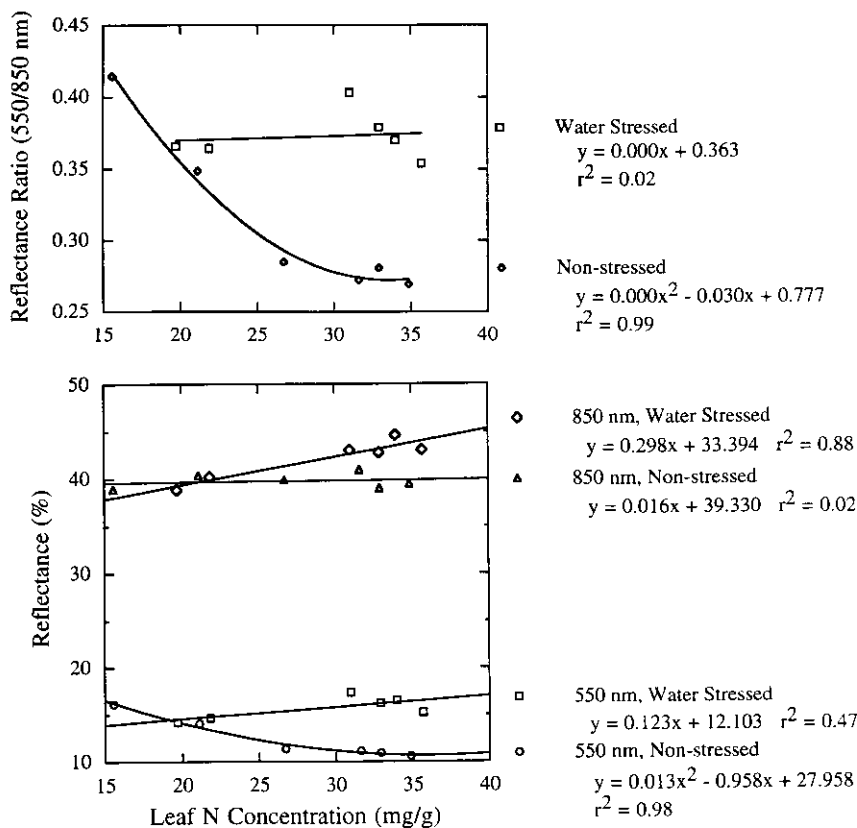 Reflectance Ratio (550/850 nm)
0.45
0.40
0.35
0.30
0.25
15 20 25 30 35 40
Water Stressed
y = 0.000x + 0.363
r² = 0.02
Non-stressed
y = 0.000x² - 0.030x + 0.777
r² = 0.99
Reflectance (%)
50
40
30
20
10
15 20 25 30 35 40
Leaf N Concentration (mg/g)
850 nm, Water Stressed
y = 0.298x + 33.394 r² = 0.88
850 nm, Non-stressed
y = 0.016x + 39.330 r² = 0.02
550 nm, Water Stressed
y = 0.123x + 12.103 r² = 0.47
550 nm, Non-stressed
y = 0.013x² - 0.958x + 27.958
r² = 0.98